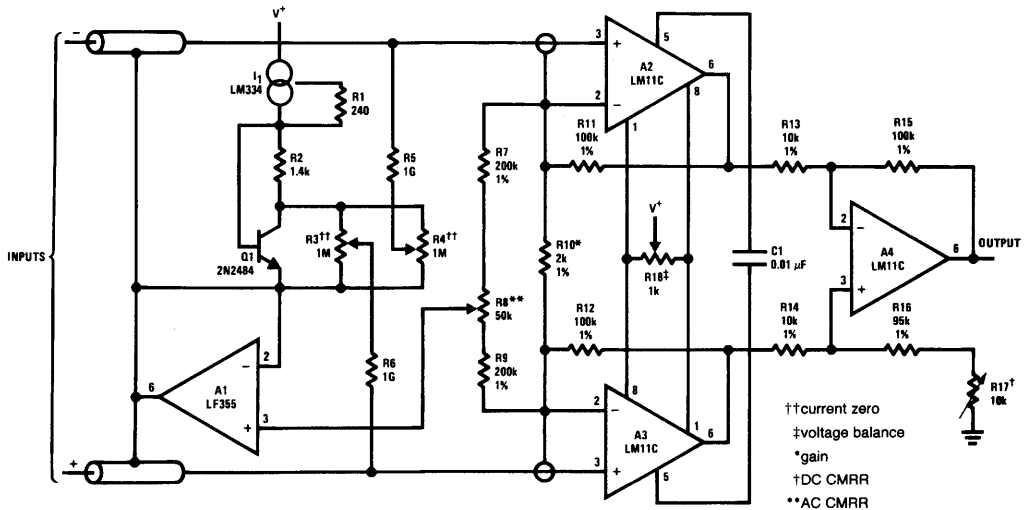 −
V+
I1
LM334
R1
240
R2
1.4k
R5
1G
Q1
2N2484
R3††
1M
R4††
1M
INPUTS
6
A1
LF355
2
−
3
+
R6
1G
+
R7
200k
1%
R8**
50k
R9
200k
1%
3
+
2
−
A2
LM11C
5
6
8
1
R11
100k
1%
R10*
2k
1%
V+
R18‡
1k
C1
0.01 μF
R12
100k
1%
8
2
−
A3
LM11C
1
6
3
+
5
R13
10k
1%
R15
100k
1%
2
−
A4
LM11C
3
+
6
OUTPUT
R14
10k
1%
R16
95k
1%
R17†
10k
††current zero
‡voltage balance
*gain
†DC CMRR
**AC CMRR